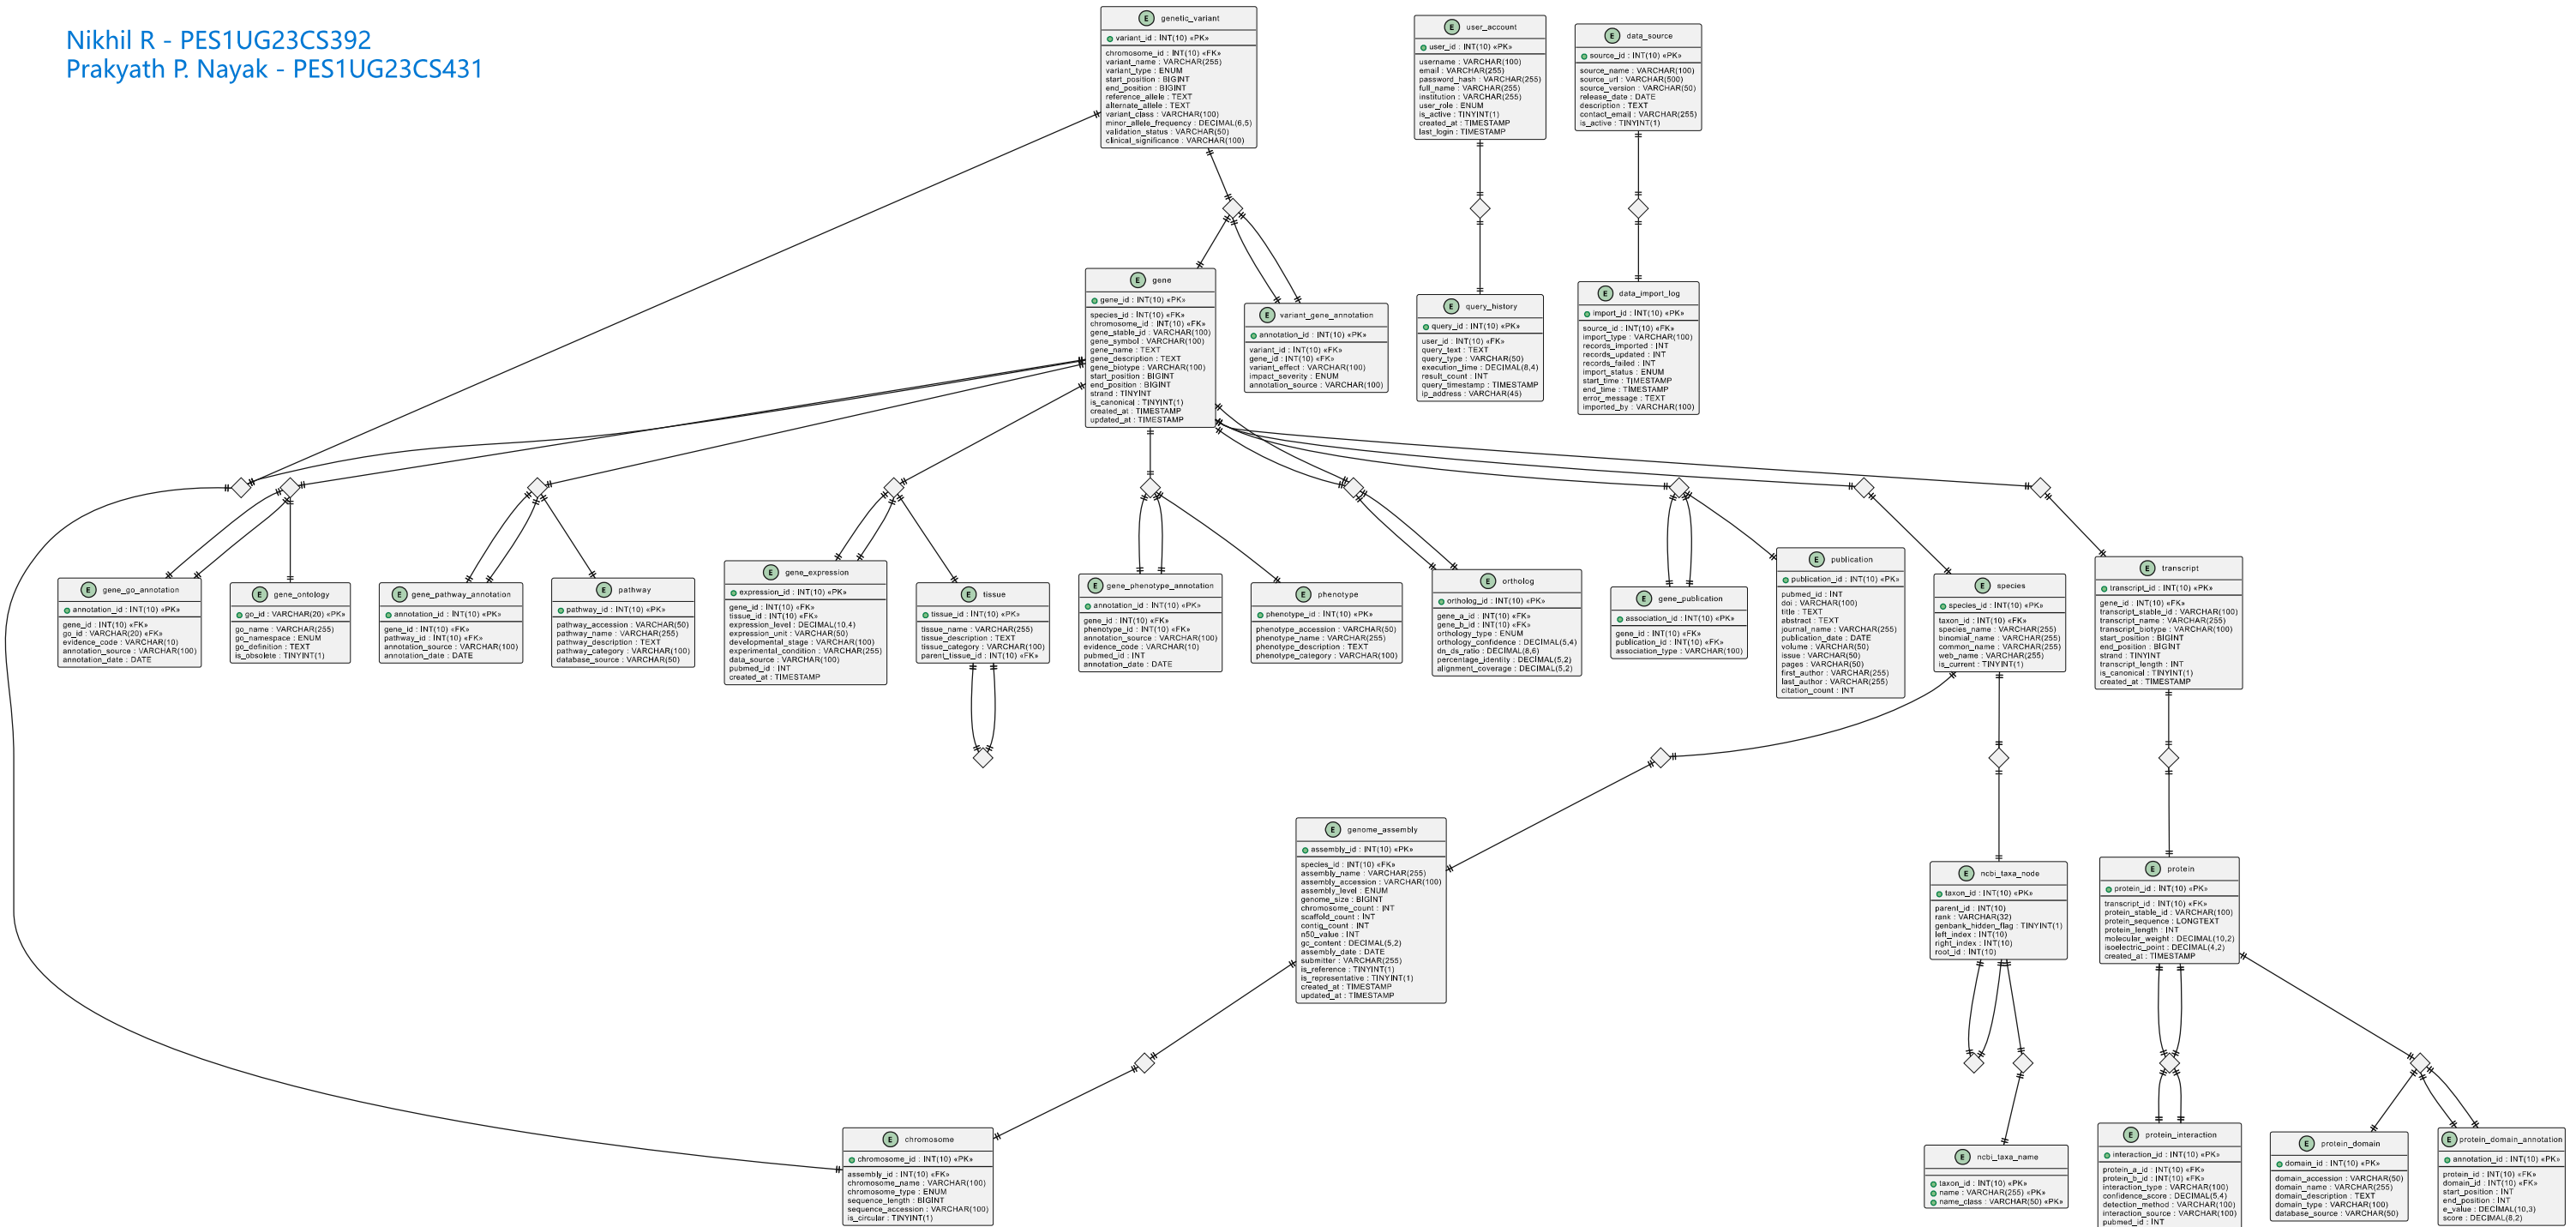 Nikhil R - PES1UG23CS392
Prakyath P. Nayak - PES1UG23CS431
E genetic_variant
variant_id : INT(10) «PK»
chromosome_id : INT(10) «FK»
variant_name : VARCHAR(255)
variant_type : ENUM
start_position : BIGINT
end_position : BIGINT
reference_allele : TEXT
alternate_allele : TEXT
variant_class : VARCHAR(100)
minor_allele_frequency : DECIMAL(6,5)
validation_status : VARCHAR(50)
clinical_significance : VARCHAR(100)
E user_account
user_id : INT(10) «PK»
username : VARCHAR(100)
email : VARCHAR(255)
password_hash : VARCHAR(255)
full_name : VARCHAR(255)
institution : VARCHAR(255)
user_role : ENUM
is_active : TINYINT(1)
created_at : TIMESTAMP
last_login : TIMESTAMP
E data_source
source_id : INT(10) «PK»
source_name : VARCHAR(100)
source_url : VARCHAR(500)
source_version : VARCHAR(50)
release_date : DATE
description : TEXT
contact_email : VARCHAR(255)
is_active : TINYINT(1)
E gene
gene_id : INT(10) «PK»
species_id : INT(10) «FK»
chromosome_id : INT(10) «FK»
gene_stable_id : VARCHAR(100)
gene_symbol : VARCHAR(100)
gene_name : TEXT
gene_description : TEXT
gene_biotype : VARCHAR(100)
start_position : BIGINT
end_position : BIGINT
strand : TINYINT
is_canonical : TINYINT(1)
created_at : TIMESTAMP
updated_at : TIMESTAMP
E variant_gene_annotation
annotation_id : INT(10) «PK»
variant_id : INT(10) «FK»
gene_id : INT(10) «FK»
variant_effect : VARCHAR(100)
impact_severity : ENUM
annotation_source : VARCHAR(100)
E query_history
query_id : INT(10) «PK»
user_id : INT(10) «FK»
query_text : TEXT
query_type : VARCHAR(50)
execution_time : DECIMAL(8,4)
result_count : INT
query_timestamp : TIMESTAMP
ip_address : VARCHAR(45)
E data_import_log
import_id : INT(10) «PK»
source_id : INT(10) «FK»
import_type : VARCHAR(100)
records_imported : INT
records_updated : INT
records_failed : INT
import_status : ENUM
start_time : TIMESTAMP
end_time : TIMESTAMP
error_message : TEXT
imported_by : VARCHAR(100)
E gene_go_annotation
annotation_id : INT(10) «PK»
gene_id : INT(10) «FK»
go_id : VARCHAR(20) «FK»
evidence_code : VARCHAR(10)
annotation_source : VARCHAR(100)
annotation_date : DATE
E gene_ontology
go_id : VARCHAR(20) «PK»
go_name : VARCHAR(255)
go_namespace : ENUM
go_definition : TEXT
is_obsolete : TINYINT(1)
E gene_pathway_annotation
annotation_id : INT(10) «PK»
gene_id : INT(10) «FK»
pathway_id : INT(10) «FK»
annotation_source : VARCHAR(100)
annotation_date : DATE
E pathway
pathway_id : INT(10) «PK»
pathway_accession : VARCHAR(50)
pathway_name : VARCHAR(255)
pathway_description : TEXT
pathway_category : VARCHAR(100)
database_source : VARCHAR(50)
E gene_expression
expression_id : INT(10) «PK»
gene_id : INT(10) «FK»
tissue_id : INT(10) «FK»
expression_level : DECIMAL(10,4)
expression_unit : VARCHAR(50)
developmental_stage : VARCHAR(100)
experimental_condition : VARCHAR(255)
data_source : VARCHAR(100)
pubmed_id : INT
created_at : TIMESTAMP
E tissue
tissue_id : INT(10) «PK»
tissue_name : VARCHAR(255)
tissue_description : TEXT
tissue_category : VARCHAR(100)
parent_tissue_id : INT(10) «FK»
E gene_phenotype_annotation
annotation_id : INT(10) «PK»
gene_id : INT(10) «FK»
phenotype_id : INT(10) «FK»
annotation_source : VARCHAR(100)
evidence_code : VARCHAR(10)
pubmed_id : INT
annotation_date : DATE
E phenotype
phenotype_id : INT(10) «PK»
phenotype_accession : VARCHAR(50)
phenotype_name : VARCHAR(255)
phenotype_description : TEXT
phenotype_category : VARCHAR(100)
E ortholog
ortholog_id : INT(10) «PK»
gene_a_id : INT(10) «FK»
gene_b_id : INT(10) «FK»
orthology_type : ENUM
orthology_confidence : DECIMAL(5,4)
dn_ds_ratio : DECIMAL(8,6)
percentage_identity : DECIMAL(5,2)
alignment_coverage : DECIMAL(5,2)
E gene_publication
association_id : INT(10) «PK»
gene_id : INT(10) «FK»
publication_id : INT(10) «FK»
association_type : VARCHAR(100)
E publication
publication_id : INT(10) «PK»
pubmed_id : INT
doi : VARCHAR(100)
title : TEXT
abstract : TEXT
journal_name : VARCHAR(255)
publication_date : DATE
volume : VARCHAR(50)
issue : VARCHAR(50)
pages : VARCHAR(50)
first_author : VARCHAR(255)
last_author : VARCHAR(255)
citation_count : INT
E species
species_id : INT(10) «PK»
taxon_id : INT(10) «FK»
species_name : VARCHAR(255)
binomial_name : VARCHAR(255)
common_name : VARCHAR(255)
web_name : VARCHAR(255)
is_current : TINYINT(1)
E transcript
transcript_id : INT(10) «PK»
gene_id : INT(10) «FK»
transcript_stable_id : VARCHAR(100)
transcript_name : VARCHAR(255)
transcript_biotype : VARCHAR(100)
start_position : BIGINT
end_position : BIGINT
strand : TINYINT
transcript_length : INT
is_canonical : TINYINT(1)
created_at : TIMESTAMP
E genome_assembly
assembly_id : INT(10) «PK»
species_id : INT(10) «FK»
assembly_name : VARCHAR(255)
assembly_accession : VARCHAR(100)
assembly_level : ENUM
genome_size : BIGINT
chromosome_count : INT
scaffold_count : INT
contig_count : INT
n50_value : INT
gc_content : DECIMAL(5,2)
assembly_date : DATE
submitter : VARCHAR(255)
is_reference : TINYINT(1)
is_representative : TINYINT(1)
created_at : TIMESTAMP
updated_at : TIMESTAMP
E ncbi_taxa_node
taxon_id : INT(10) «PK»
parent_id : INT(10)
rank : VARCHAR(32)
genbank_hidden_flag : TINYINT(1)
left_index : INT(10)
right_index : INT(10)
root_id : INT(10)
E protein
protein_id : INT(10) «PK»
transcript_id : INT(10) «FK»
protein_stable_id : VARCHAR(100)
protein_sequence : LONGTEXT
protein_length : INT
molecular_weight : DECIMAL(10,2)
isoelectric_point : DECIMAL(4,2)
created_at : TIMESTAMP
E chromosome
chromosome_id : INT(10) «PK»
assembly_id : INT(10) «FK»
chromosome_name : VARCHAR(100)
chromosome_type : ENUM
sequence_length : BIGINT
sequence_accession : VARCHAR(100)
is_circular : TINYINT(1)
E ncbi_taxa_name
taxon_id : INT(10) «PK»
name : VARCHAR(255) «PK»
name_class : VARCHAR(50) «PK»
E protein_interaction
interaction_id : INT(10) «PK»
protein_a_id : INT(10) «FK»
protein_b_id : INT(10) «FK»
interaction_type : VARCHAR(100)
confidence_score : DECIMAL(5,4)
detection_method : VARCHAR(100)
interaction_source : VARCHAR(100)
pubmed_id : INT
E protein_domain
domain_id : INT(10) «PK»
domain_accession : VARCHAR(50)
domain_name : VARCHAR(255)
domain_description : TEXT
domain_type : VARCHAR(100)
database_source : VARCHAR(50)
E protein_domain_annotation
annotation_id : INT(10) «PK»
protein_id : INT(10) «FK»
domain_id : INT(10) «FK»
start_position : INT
end_position : INT
e_value : DECIMAL(10,3)
score : DECIMAL(8,2)